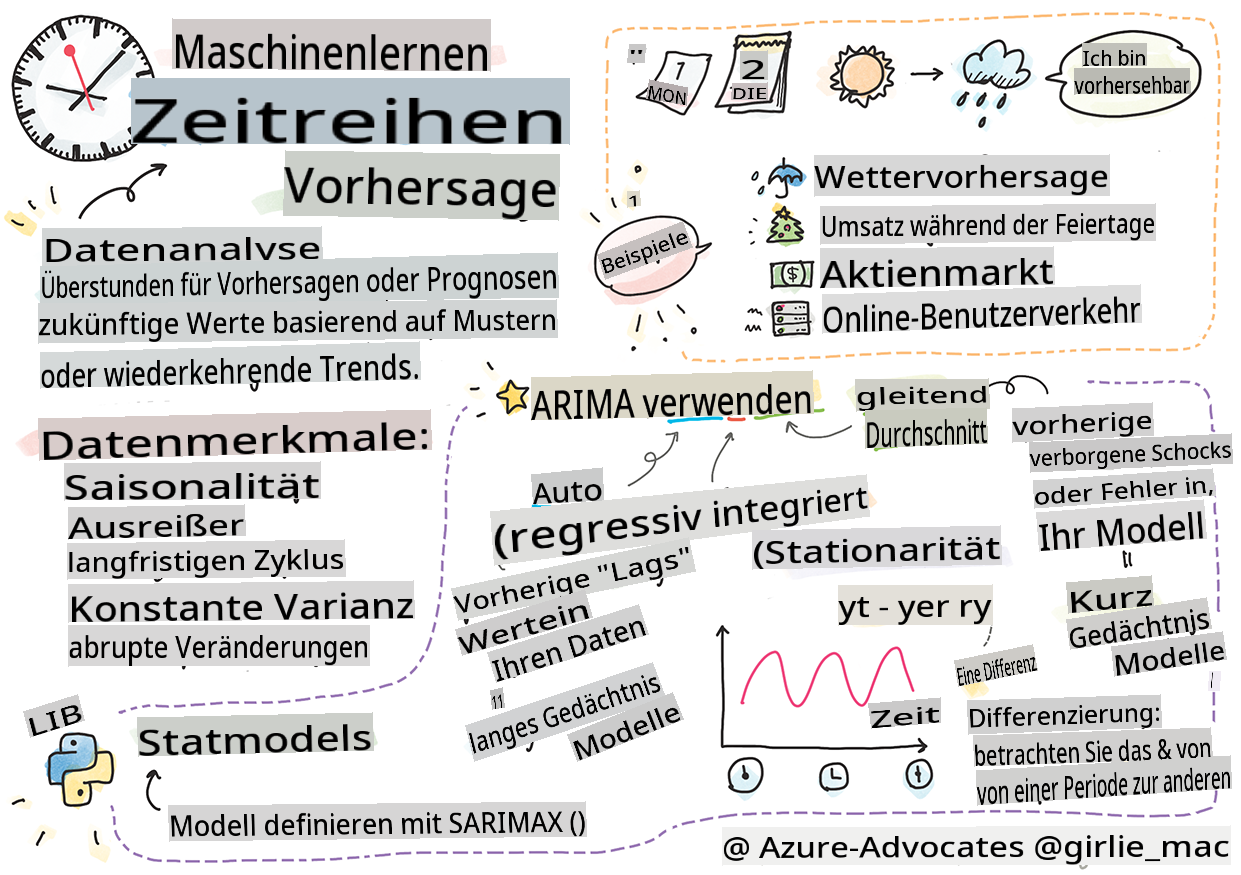 Maschinenlernen
Zeitreihen
Vorhersage
Datenanalyse
Überstunden für Vorhersagen oder Prognosen
zukünftige Werte basierend auf Mustern
oder wiederkehrende Trends.
"
1
MON
2
DIE
Ich bin
vorhersehbar
1
Beispiele
Wettervorhersage
Umsatz während der Feiertage
$
Aktienmarkt
Online-Benutzerverkehr
Datenmerkmale:
Saisonalität
Ausreißer
langfristigen Zyklus
Konstante Varianz
abrupte Veränderungen
ARIMA verwenden
gleitend
Durchschnitt
vorherige
verborgene Schocks
oder Fehler in,
Ihr Modell
"
Kurz
Gedächtnjs
Modelle
Auto
(regressiv integriert
(Stationarität
Vorherige "Lags"
Wertein
Ihren Daten
11
langes Gedächtnis
Modelle
yt - yer ry
Eine Differenz
Zeit
Differenzierung:
betrachten Sie das & von
von einer Periode zur anderen
LIB
Statmodels
Modell definieren mit SARIMAX ()
@ Azure-Advocates @girlie_mac